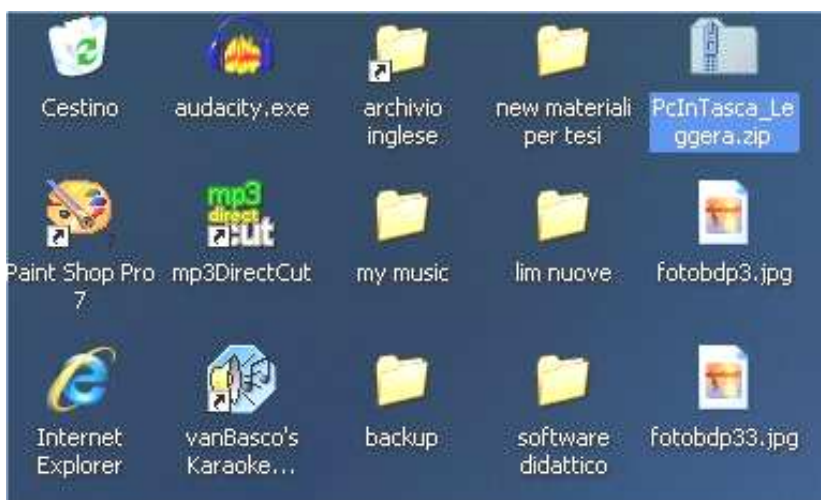 Cestino
audacity.exe
archivio
inglese
new materiali
per tesi
PcInTasca_Le
ggera.zip
Paint Shop Pro
7
mp3
direct
cut
mp3DirectCut
my music
lim nuove
fotobdp3.jpg
Internet
Explorer
vanBasco's
Karaoke...
backup
software
didattico
fotobdp33.jpg